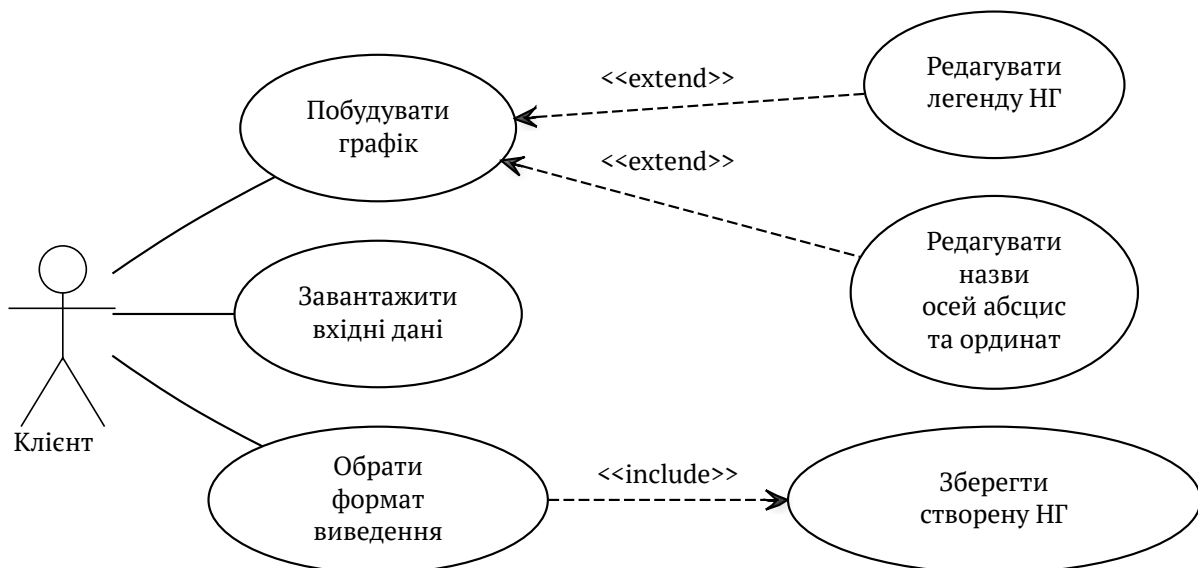 Побудувати
графік
<<extend>>
Редагувати
легенду НГ
<<extend>>
Редагувати
назви
осей абсцис
та ординат
Завантажити
вхідні дані
Клієнт
Обрати
формат
виведення
<<include>>
Зберегти
створену НГ